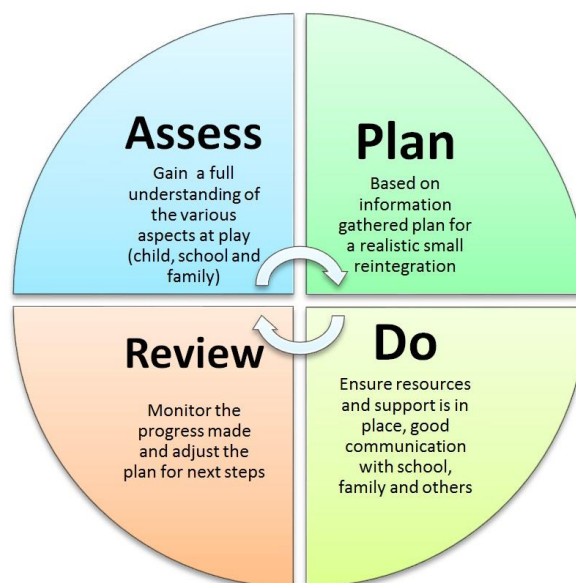 Assess
Gain a full
understanding of
the various
aspects at play
(child, school and
family)
Plan
Based on
information
gathered plan for
a realistic small
reintegration
Review
Monitor the
progress made
and adjust the
plan for next steps
Do
Ensure resources
and support is in
place, good
communication
with school,
family and others